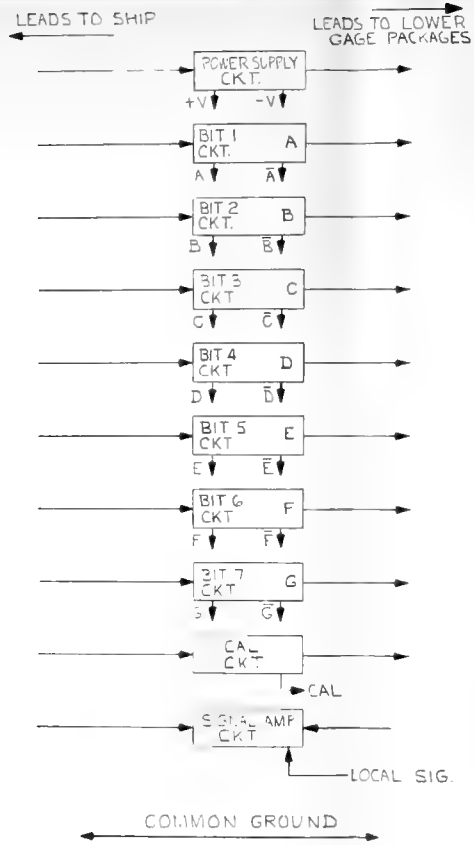 LEADS TO SHIP
LEADS TO LOWER
GAGE PACKAGES
POWER SUPPLY
CKT.
+V -V
BIT 1 A
CKT.
A A̅
BIT 2 B
CKT.
B B̅
BIT 3 C
CKT
C C̅
BIT 4 D
CKT
D D̅
BIT 5 E
CKT
E E̅
BIT 6 F
CKT
F F̅
BIT 7 G
CKT
G G̅
CAL
CKT
CAL
SIGNAL AMP
CKT
LOCAL SIG.
COMMON GROUND